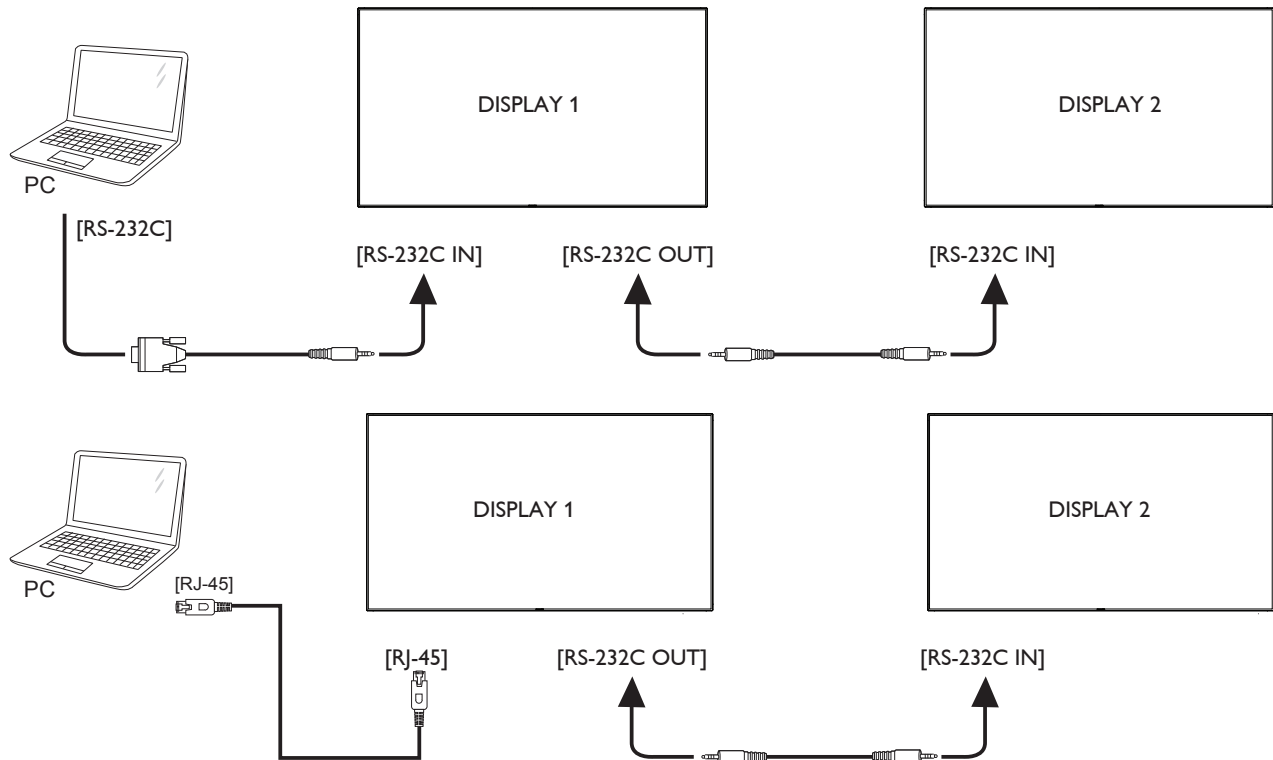 DISPLAY 1
DISPLAY 2
PC
[RS-232C]
[RS-232C IN]
[RS-232C OUT]
[RS-232C IN]
DISPLAY 1
DISPLAY 2
PC
[RJ-45]
[RJ-45]
[RS-232C OUT]
[RS-232C IN]